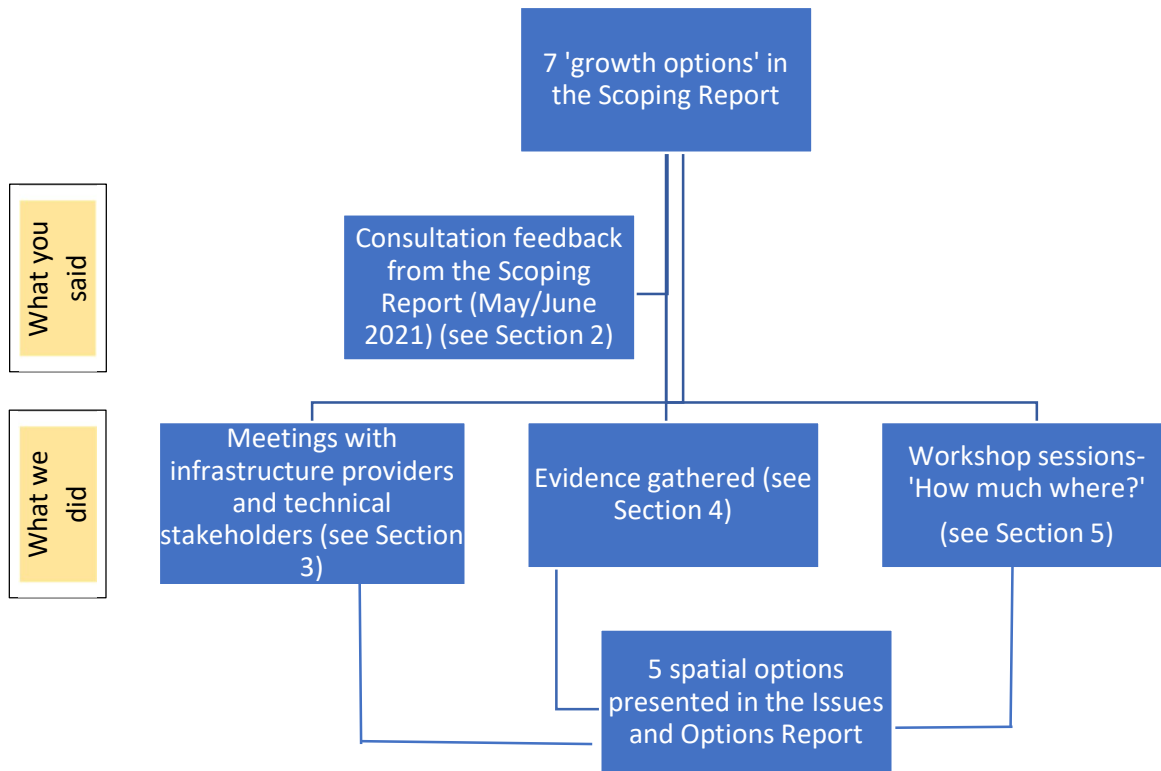 7 'growth options' in
the Scoping Report
What you
said
Consultation feedback
from the Scoping
Report (May/June
2021) (see Section 2)
What we
did
Meetings with
infrastructure providers
and technical
stakeholders (see Section
3)
Evidence gathered (see
Section 4)
Workshop sessions-
'How much where?'
(see Section 5)
5 spatial options
presented in the Issues
and Options Report